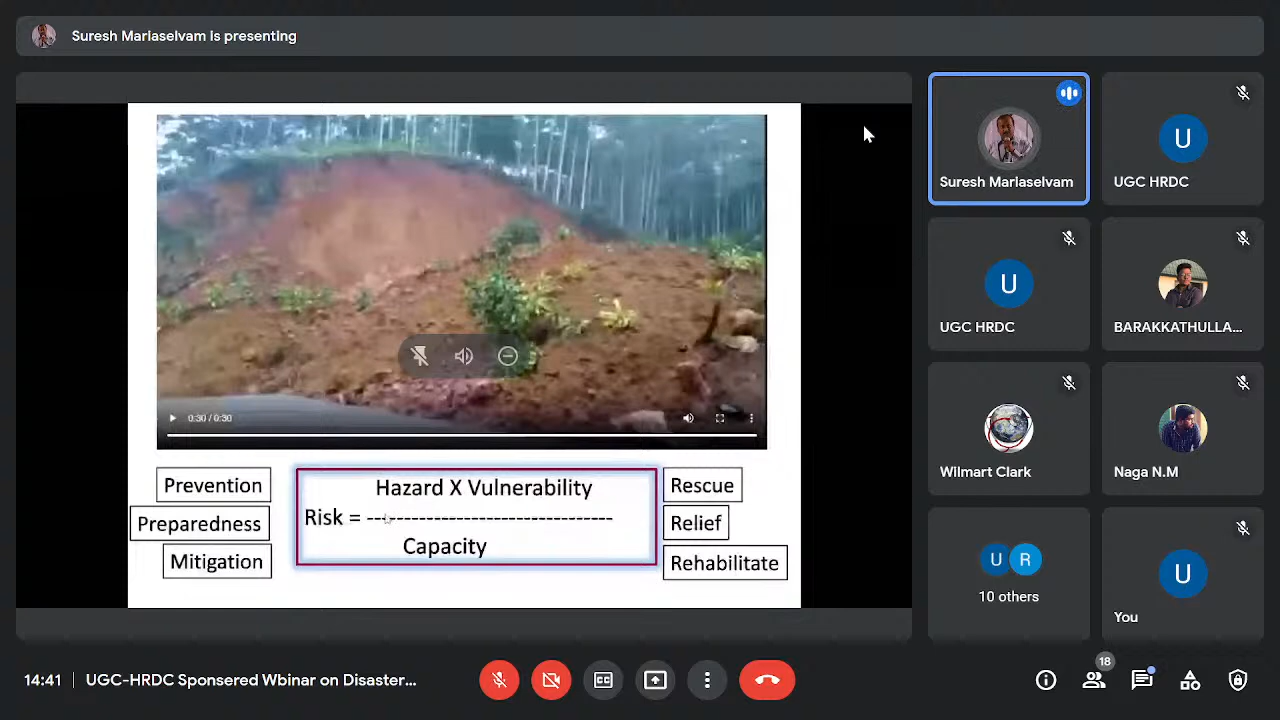 Suresh Mariaselvam is presenting
0:30 / 0:30
Prevention
Preparedness
Mitigation
Hazard X Vulnerability
Risk = --------------------------------
Capacity
Rescue
Relief
Rehabilitate
Suresh Mariaselvam
U
UGC HRDC
U
UGC HRDC
BARAKKATHULLA...
Wilmart Clark
Naga N.M
U R
10 others
U
You
14:41 | UGC-HRDC Sponsered Wbinar on Disaster...
18